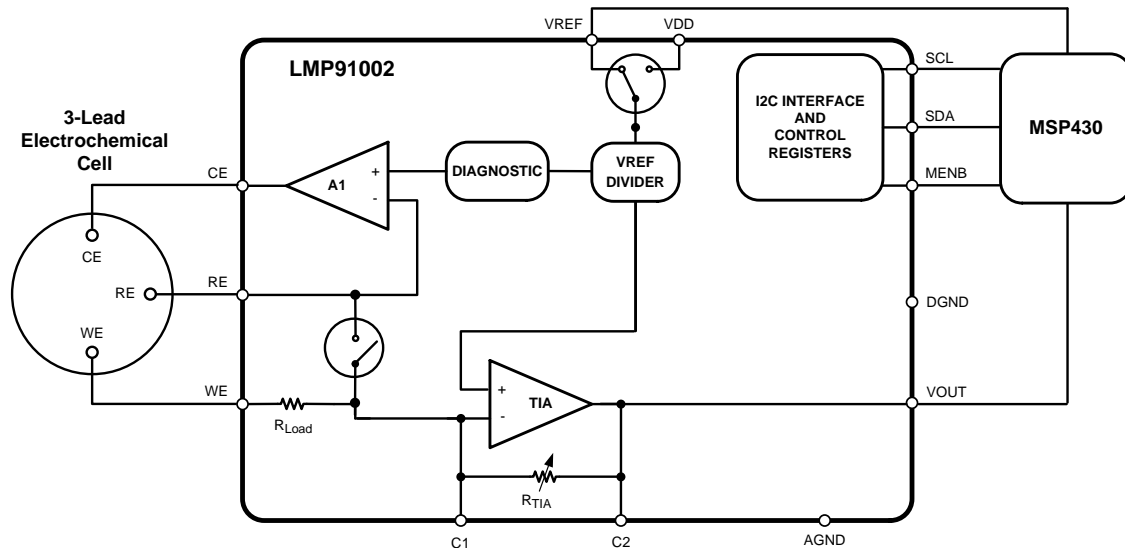 VREF
VDD
LMP91002
SCL
3-Lead
Electrochemical
Cell
I2C INTERFACE
AND
CONTROL
REGISTERS
SDA
MSP430
CE
A1
+
-
DIAGNOSTIC
VREF
DIVIDER
MENB
CE
RE
RE
DGND
WE
WE
+
-
TIA
VOUT
RLoad
RTIA
C1
C2
AGND